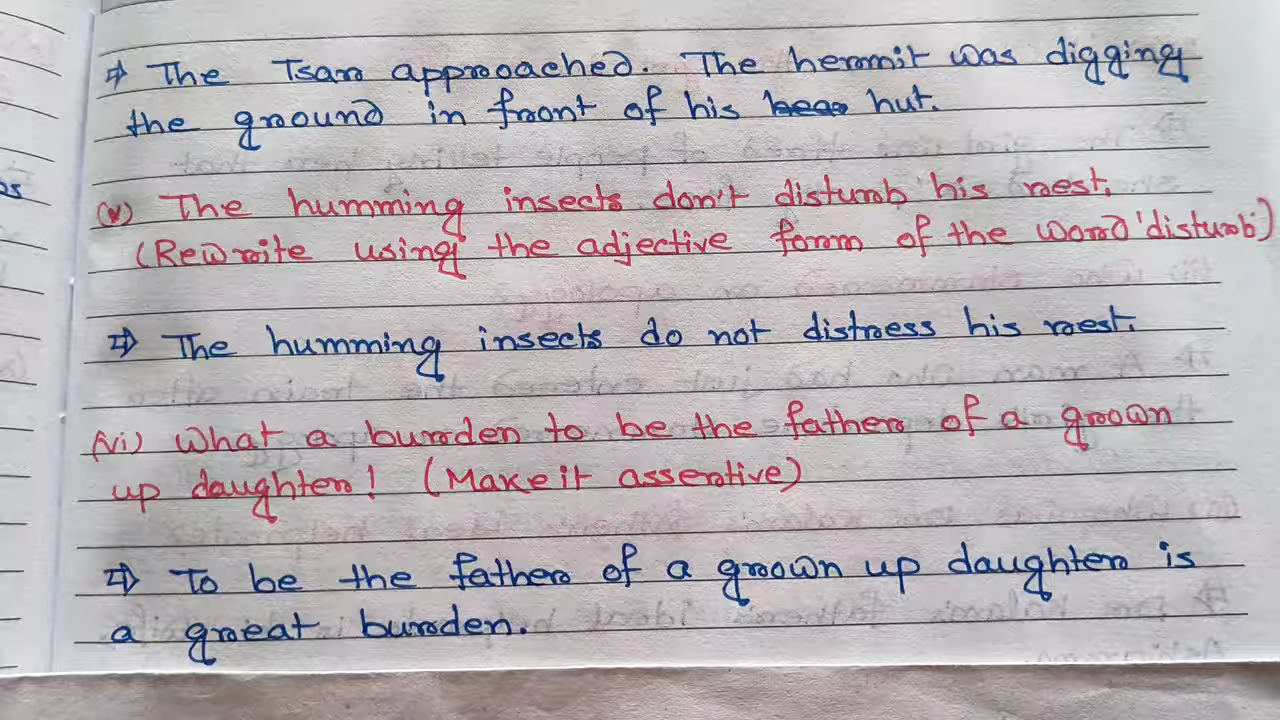 ⇒ The Tsar approached. The hermit was digging
the ground in front of his hut.
(v) The humming insects don't disturb his rest.
(Rewrite using the adjective form of the word 'disturb')
⇒ The humming insects do not distress his rest.
(vi) What a burden to be the father of a grown
up daughter! (Make it assertive)
⇒ To be the father of a grown up daughter is
a great burden.